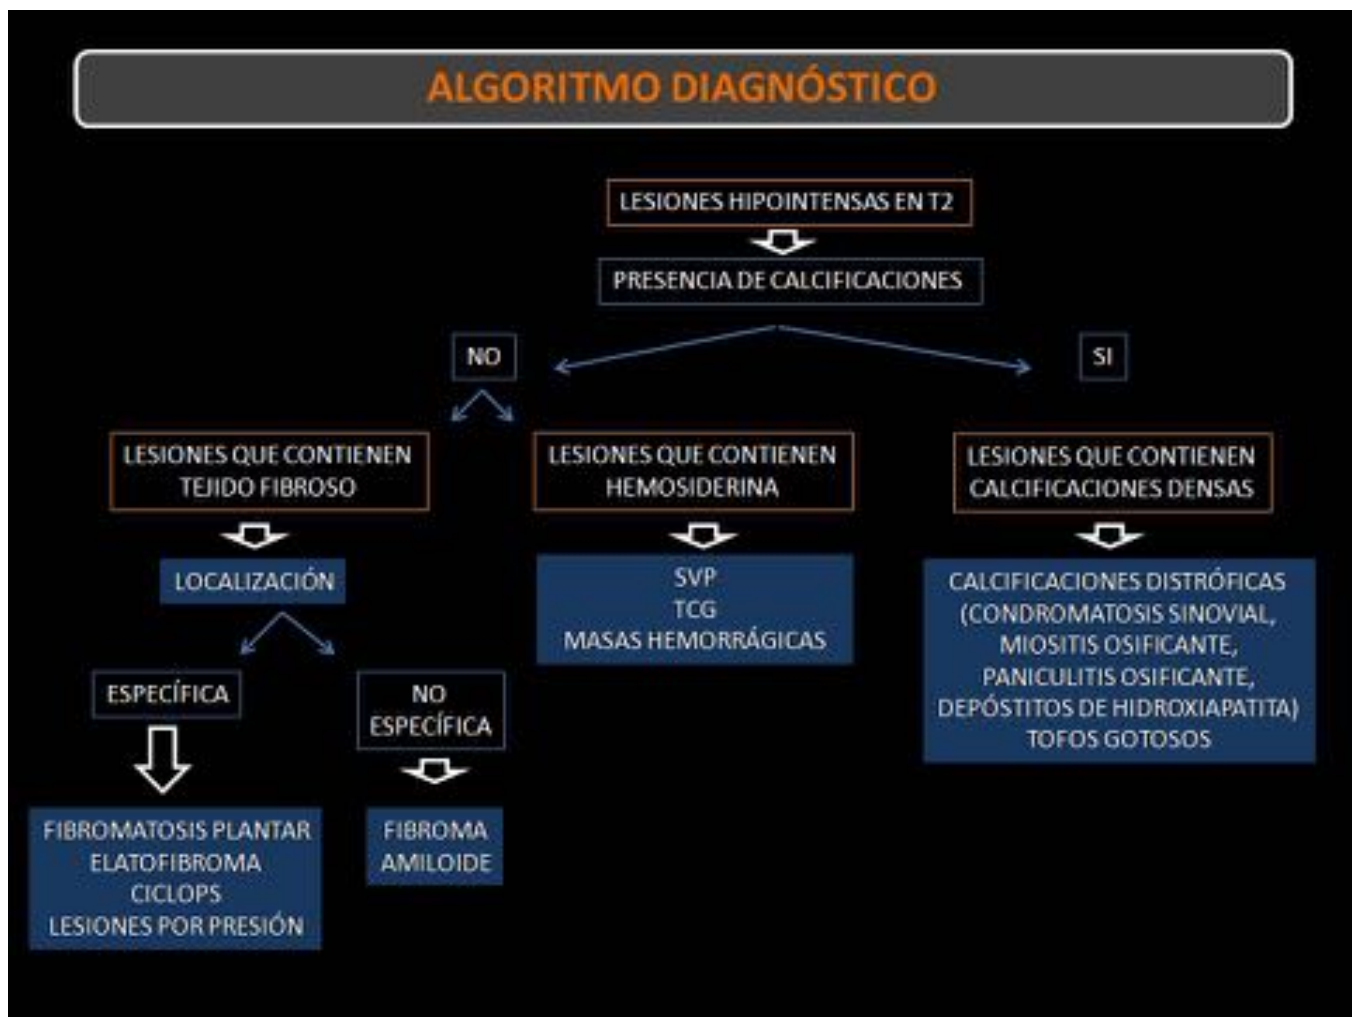 ALGORITMO DIAGNÓSTICO
LESIONES HIPOINTENSAS EN T2
PRESENCIA DE CALCIFICACIONES
NO
SI
LESIONES QUE CONTIENEN
TEJIDO FIBROSO
LESIONES QUE CONTIENEN
HEMOSIDERINA
LESIONES QUE CONTIENEN
CALCIFICACIONES DENSAS
LOCALIZACIÓN
SVP
TCG
MASAS HEMORRÁGICAS
CALCIFICACIONES DISTRÓFICAS
(CONDROMATOSIS SINOVIAL,
MIOSITIS OSIFICANTE,
PANICULITIS OSIFICANTE,
DEPÓSTITOS DE HIDROXIAPATITA)
TOFOS GOTOSOS
ESPECÍFICA
NO
ESPECÍFICA
FIBROMATOSIS PLANTAR
ELATOFIBROMA
CICLOPS
LESIONES POR PRESIÓN
FIBROMA
AMILOIDE